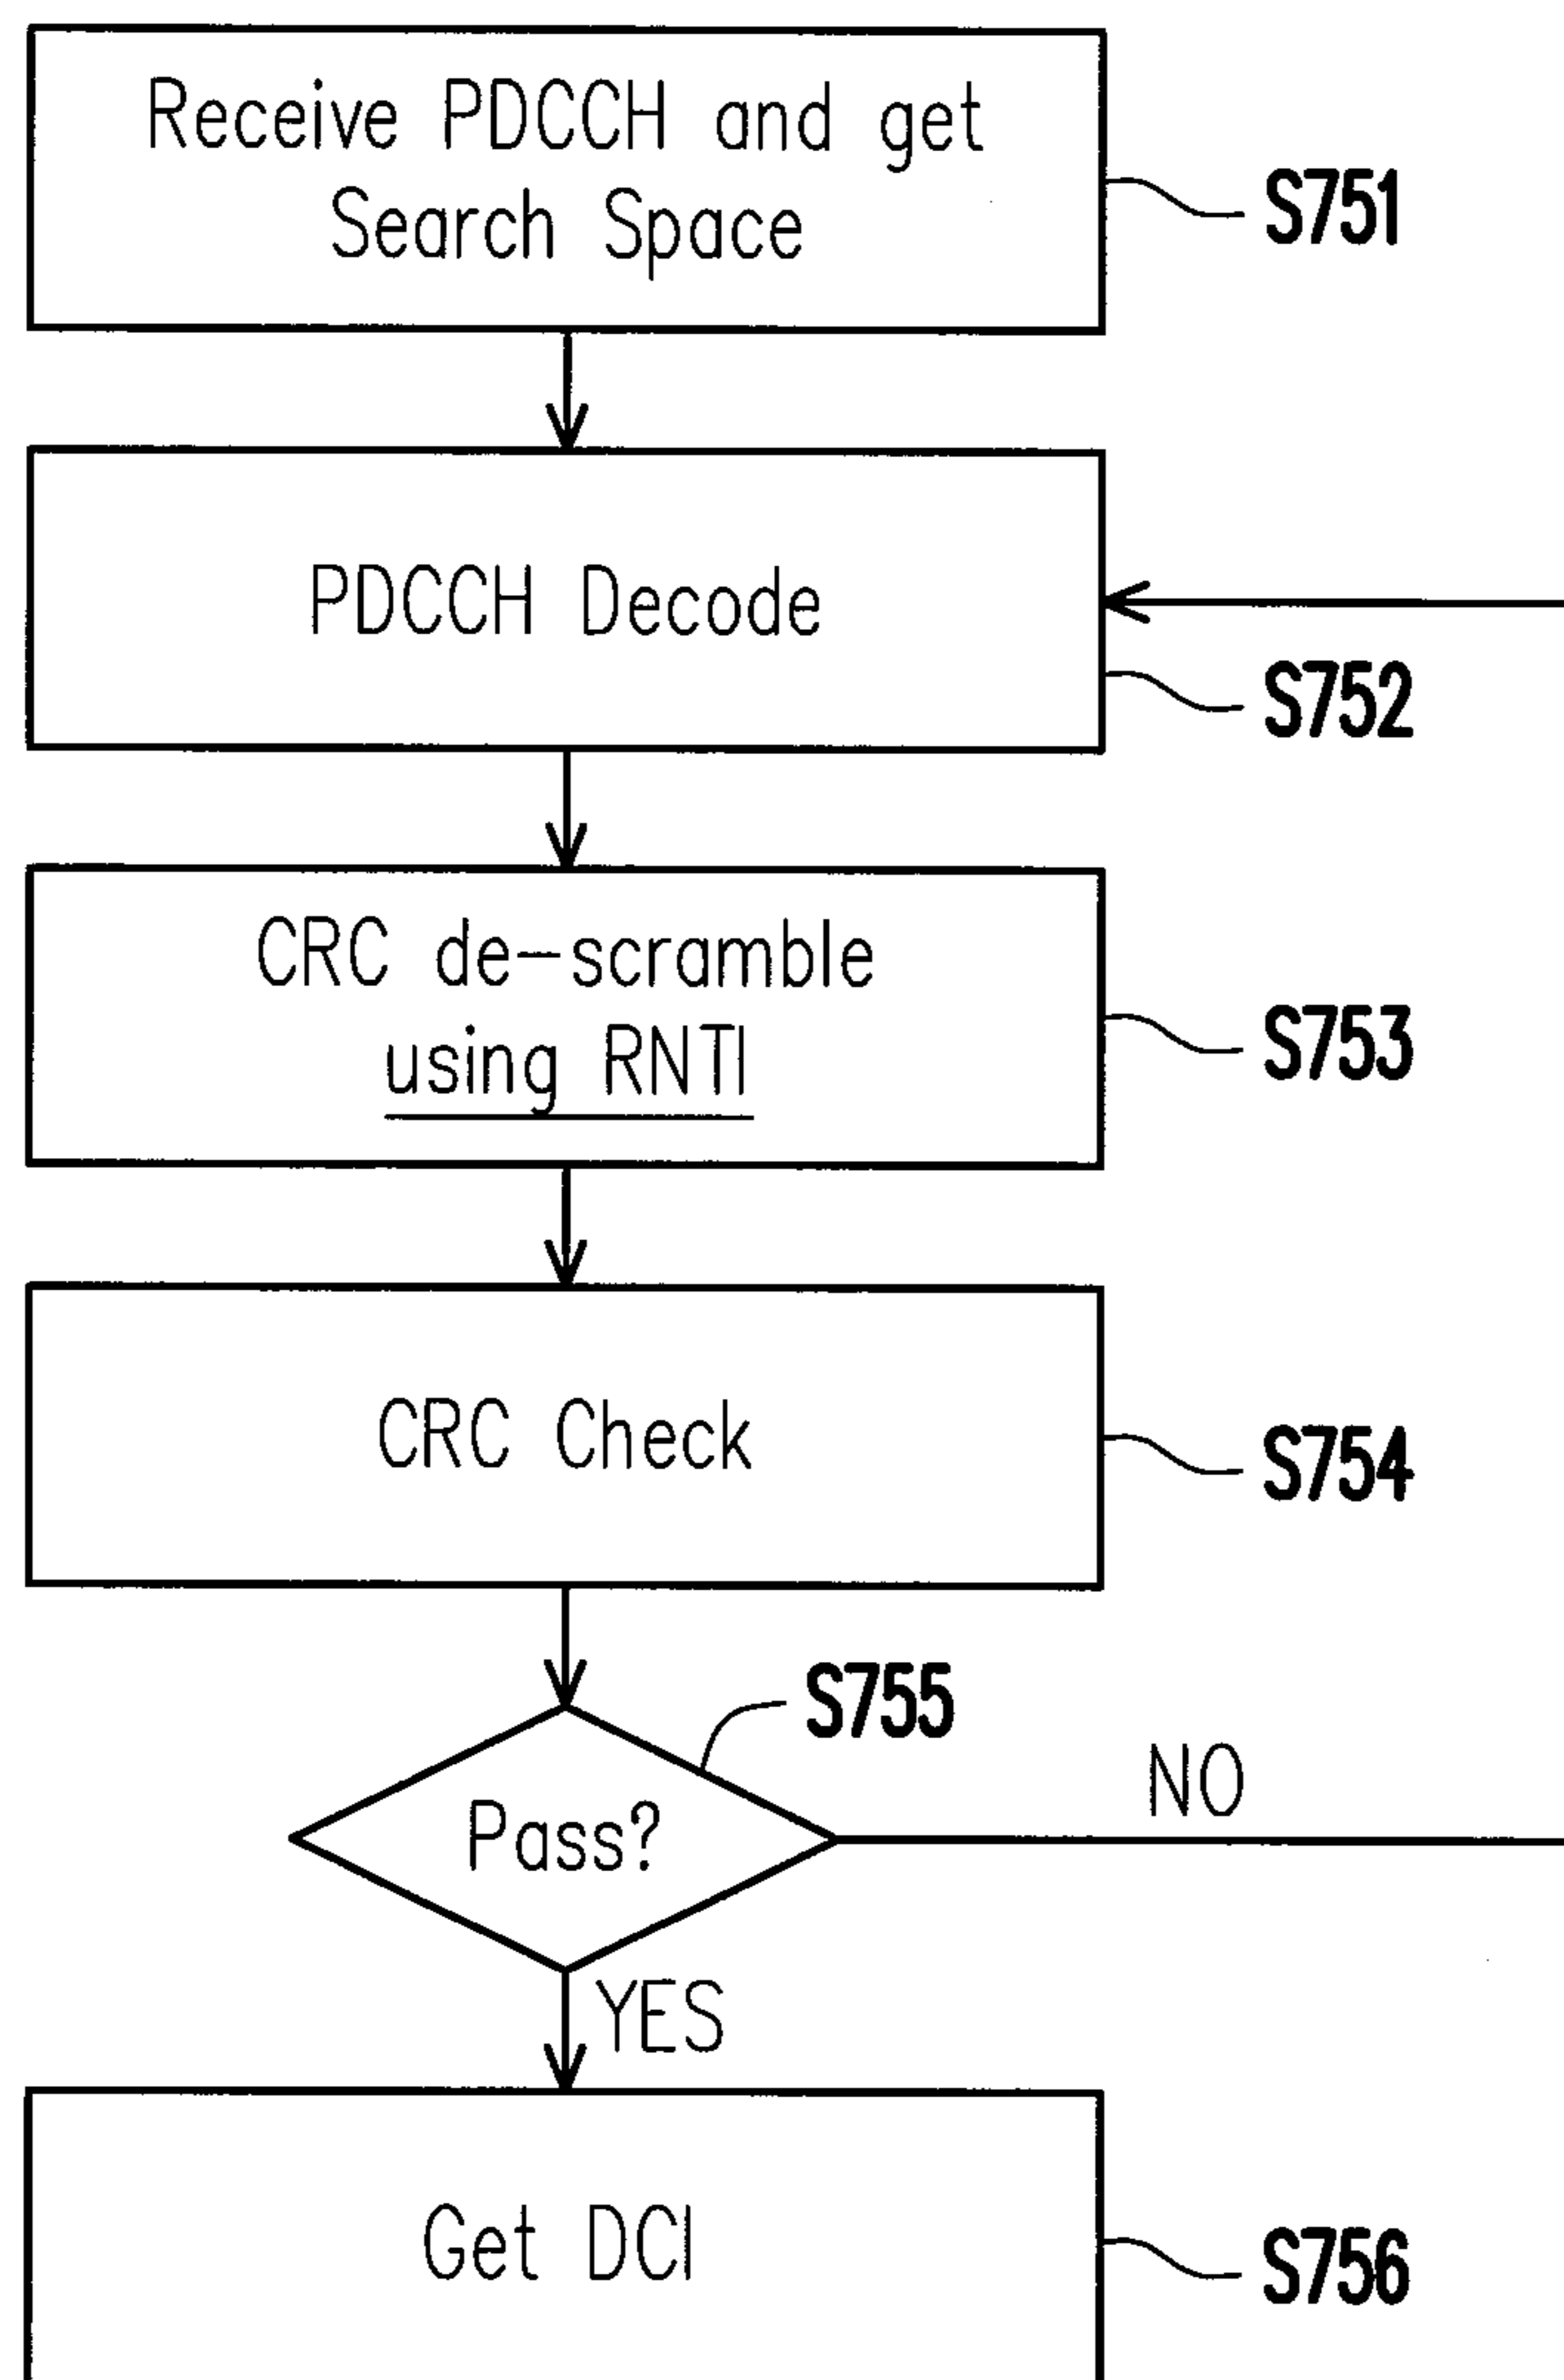 Receive PDCCH and get
Search Space
S751
PDCCH Decode
S752
CRC de-scramble
using RNTI
S753
CRC Check
S754
S755
Pass?
NO
YES
Get DCI
S756